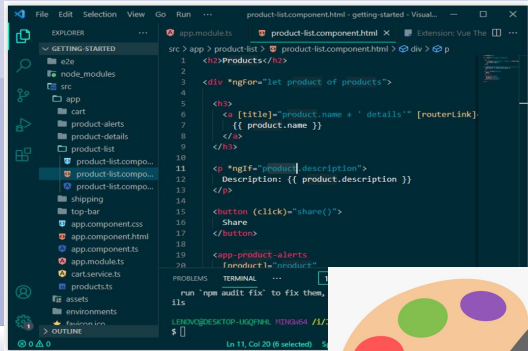 File Edit Selection View Go Run ··· product-list.component.html - getting-started - Visual...
EXPLORER ···
GETTING-STARTED
e2e
node_modules
src
app
cart
product-alerts
product-details
product-list
product-list.compo...
product-list.compo...
product-list.compo...
shipping
top-bar
app.component.css
app.component.html
app.component.ts
app.module.ts
cart.service.ts
products.ts
assets
environments
favicon.ico
OUTLINE
app.module.ts product-list.component.html Extension: Vue The
src > app > product-list > product-list.component.html > div > p
1 <h2>Products</h2>
2
3 <div *ngFor="let product of products">
4
5 <h3>
6 <a [title]="product.name + ' details'" [routerLink]
7 {{ product.name }}
8 </a>
9 </h3>
10
11 <p *ngIf="product.description">
12 Description: {{ product.description }}
13 </p>
14
15 <button (click)="share()">
16 Share
17 </button>
18
19 <app-product-alerts
20 [product]="product"
PROBLEMS TERMINAL ··· 1
run `npm audit fix` to fix them,
ils
$
0 0 Ln 11, Col 20 (6 selected) Sp